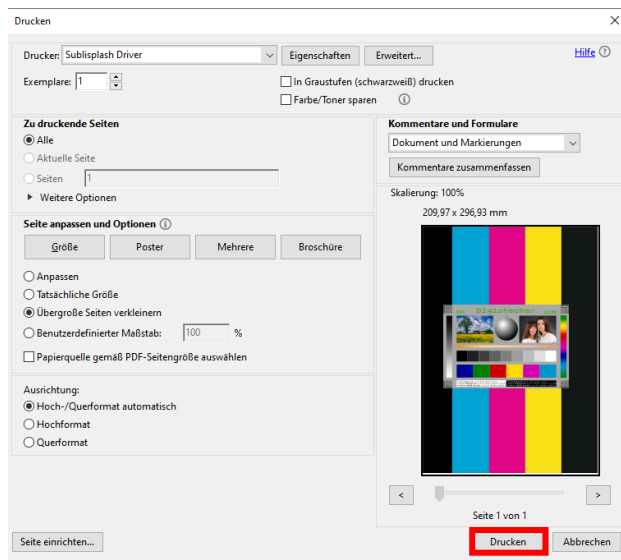 Drucken
Drucker: Sublisplash Driver Eigenschaften Erweitert... Hilfe
Exemplare: 1 In Graustufen (schwarzweiß) drucken
Farbe/Toner sparen
Zu druckende Seiten
Alle
Aktuelle Seite
Seiten 1
Weitere Optionen
Seite anpassen und Optionen
Größe Poster Mehrere Broschüre
Anpassen
Tatsächliche Größe
Übergroße Seiten verkleinern
Benutzerdefinierter Maßstab: 100 %
Papierquelle gemäß PDF-Seitengröße auswählen
Ausrichtung:
Hoch-/Querformat automatisch
Hochformat
Querformat
Kommentare und Formulare
Dokument und Markierungen
Kommentare zusammenfassen
Skalierung: 100%
209,97 x 296,93 mm
Digichecker
< >
Seite 1 von 1
Seite einrichten... Drucken Abbrechen